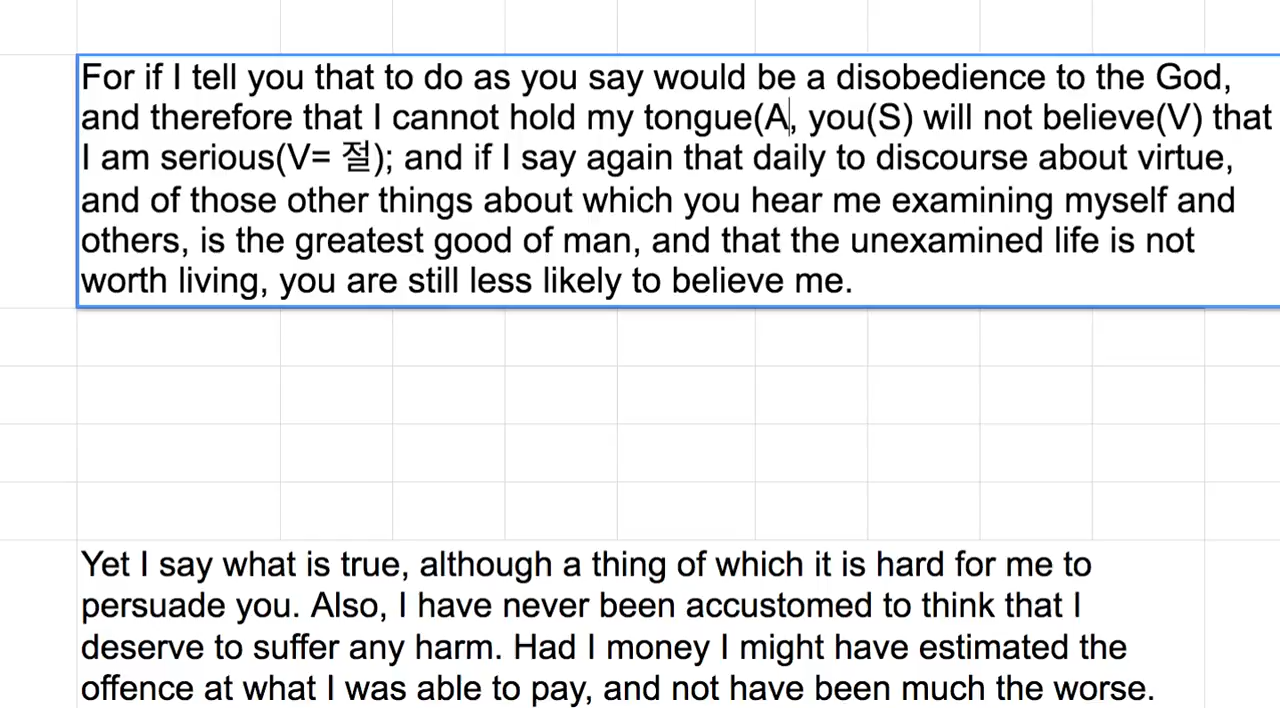 For if I tell you that to do as you say would be a disobedience to the God,
and therefore that I cannot hold my tongue(A, you(S) will not believe(V) that
I am serious(V= 절); and if I say again that daily to discourse about virtue,
and of those other things about which you hear me examining myself and
others, is the greatest good of man, and that the unexamined life is not
worth living, you are still less likely to believe me.
Yet I say what is true, although a thing of which it is hard for me to
persuade you. Also, I have never been accustomed to think that I
deserve to suffer any harm. Had I money I might have estimated the
offence at what I was able to pay, and not have been much the worse.